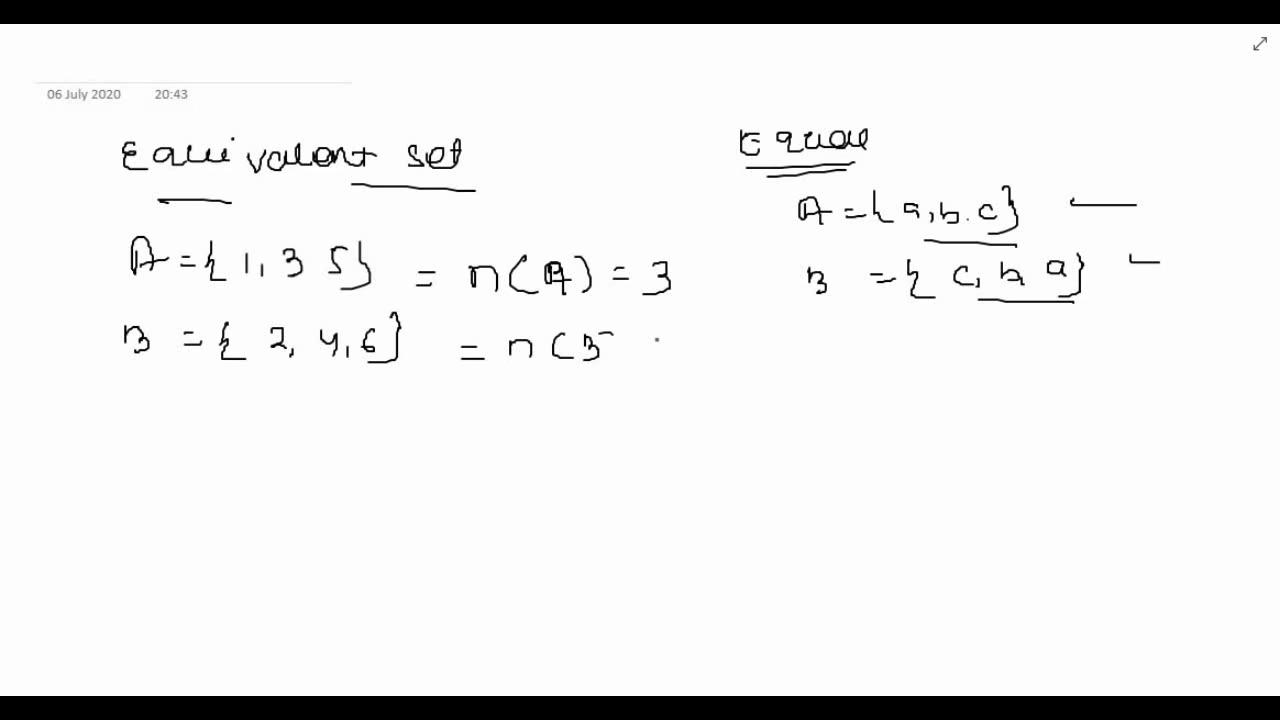 06 July 2020 20:43
Equivalent set
A = { 1, 3 5} = n(A) = 3
B = { 2, 4, 6} = n (B
Equal
A = { a, b. c}
B = { c, b, a}